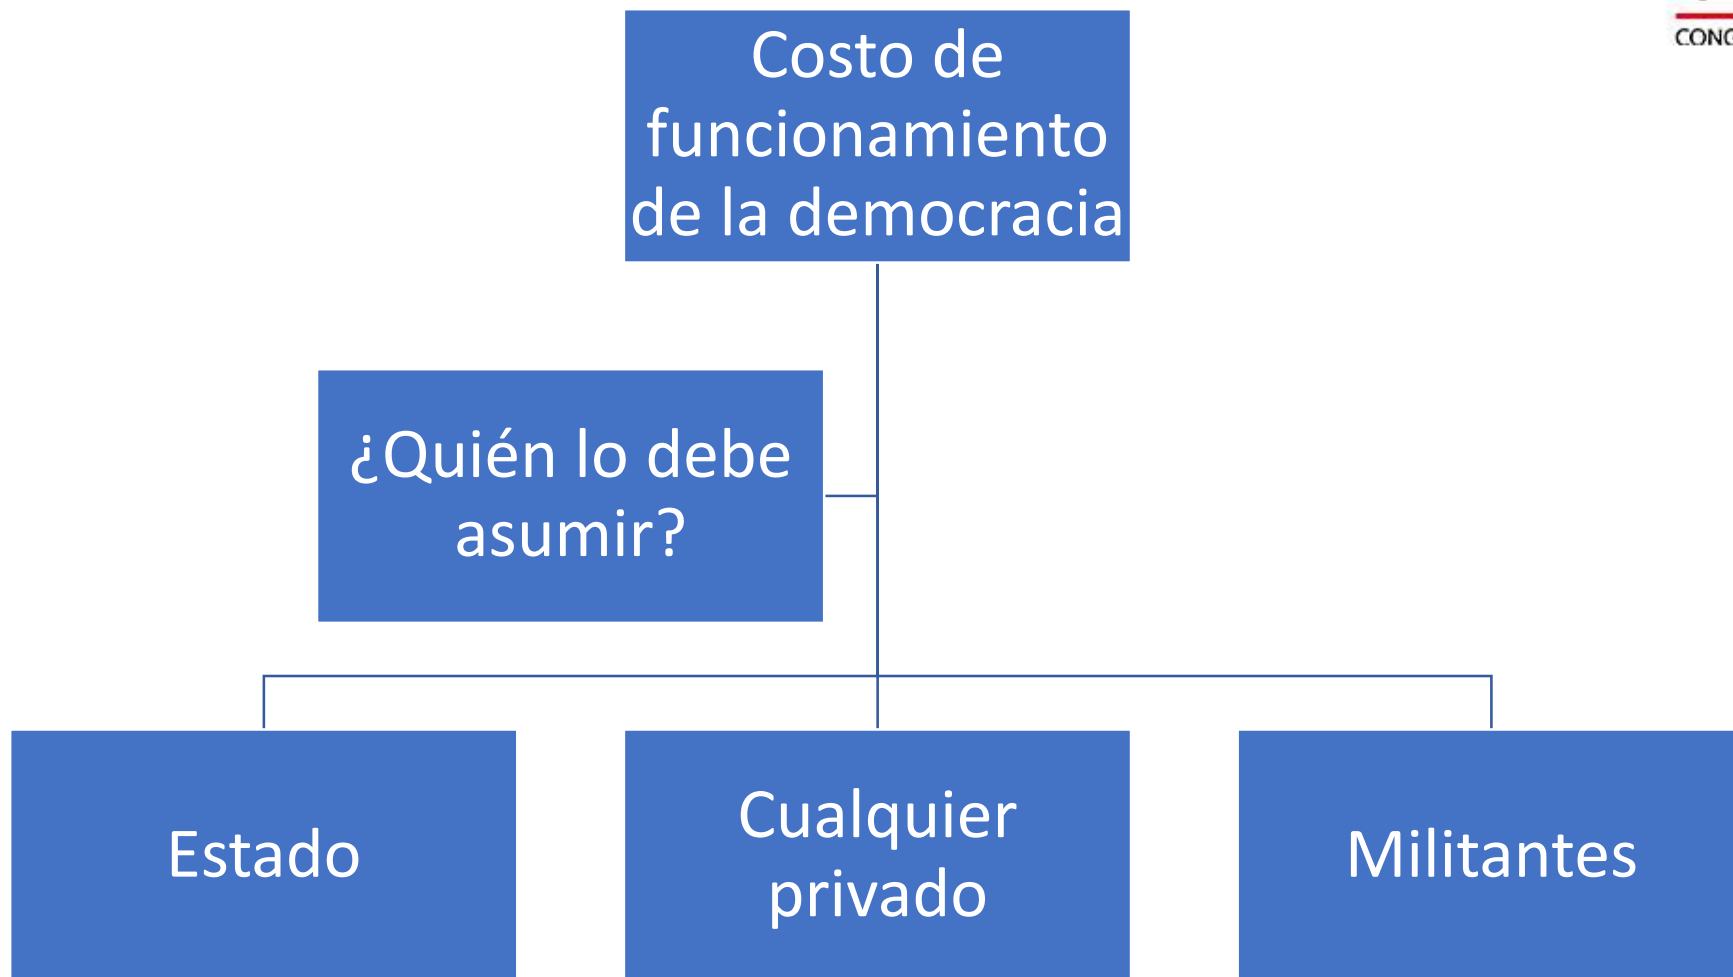 Costo de
funcionamiento
de la democracia
¿Quién lo debe
asumir?
Estado
Cualquier
privado
Militantes